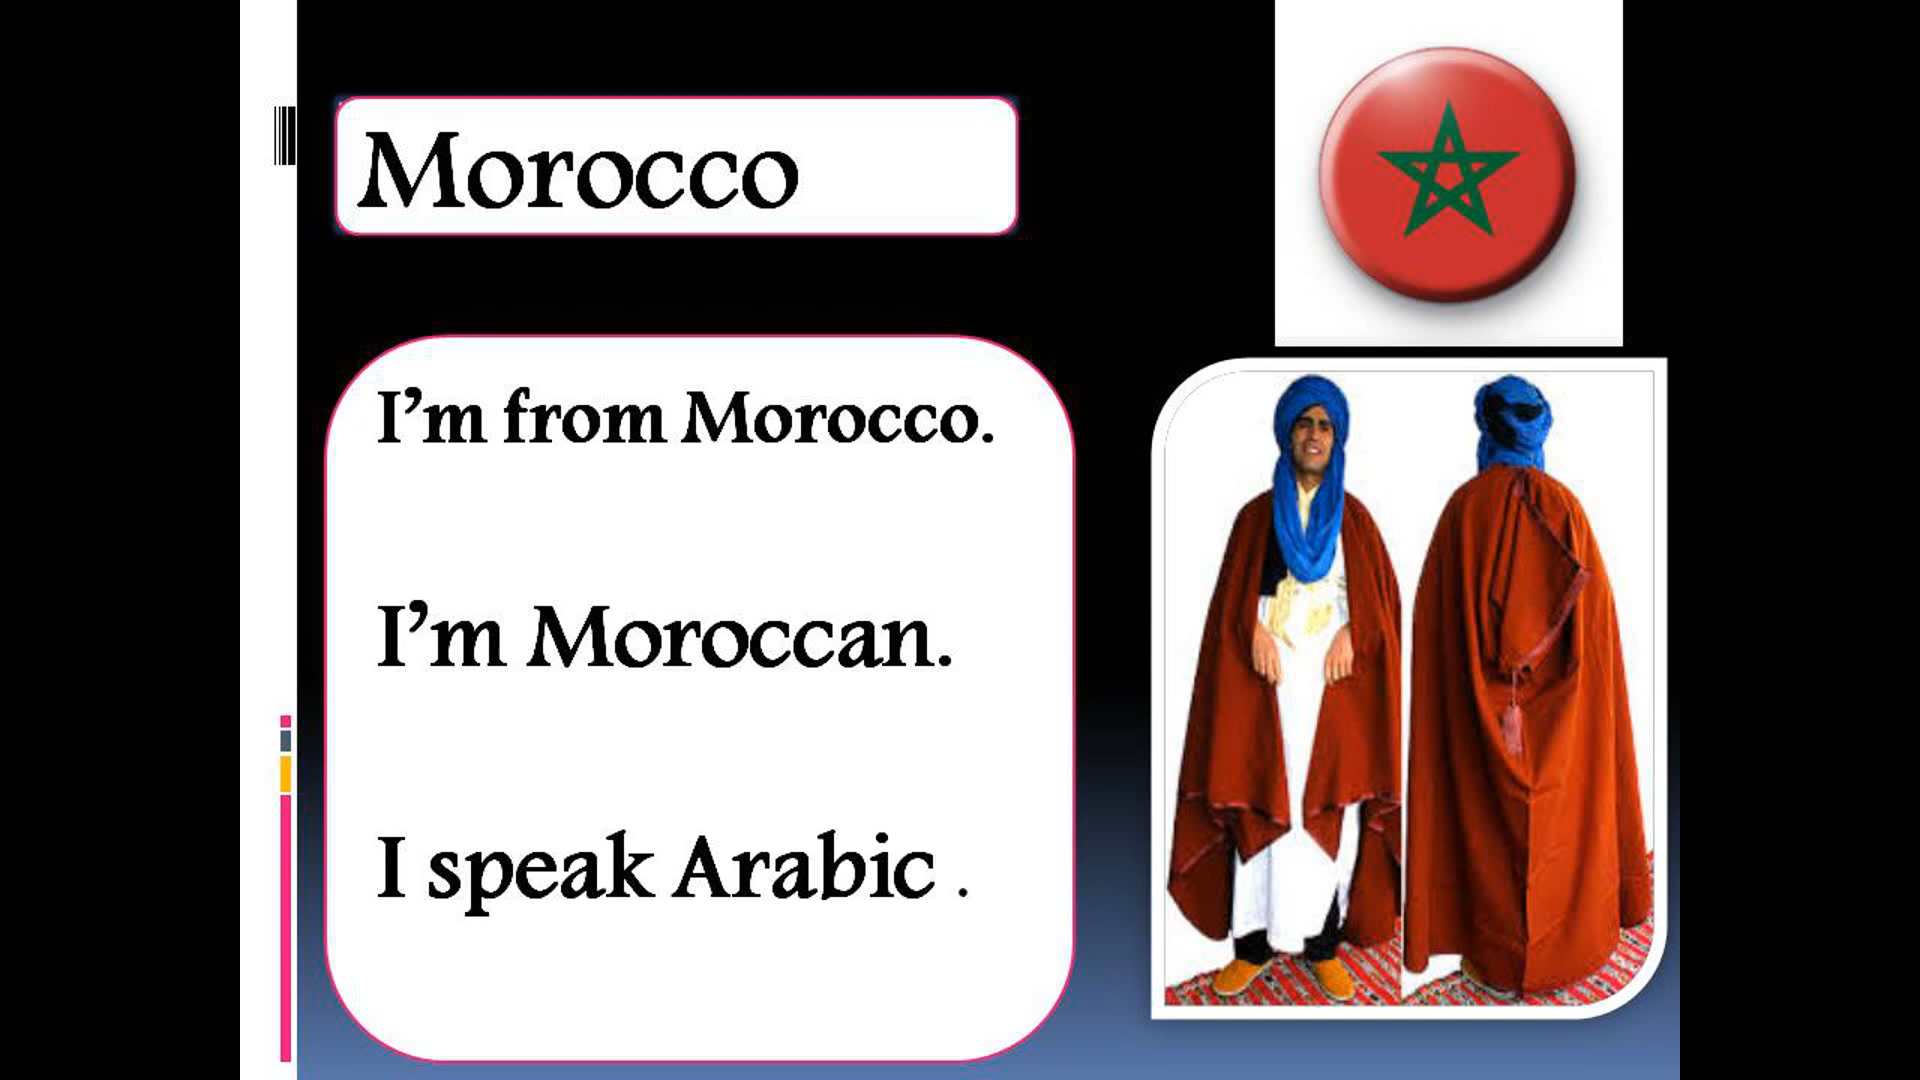 Morocco
I’m from Morocco.
I’m Moroccan.
I speak Arabic .